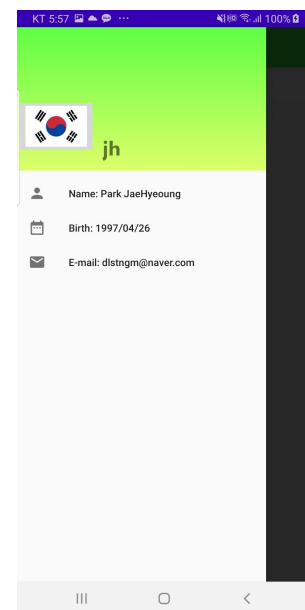 KT 5:57 100%
jh
Name: Park JaeHyeoung
Birth: 1997/04/26
E-mail: dlstngm@naver.com